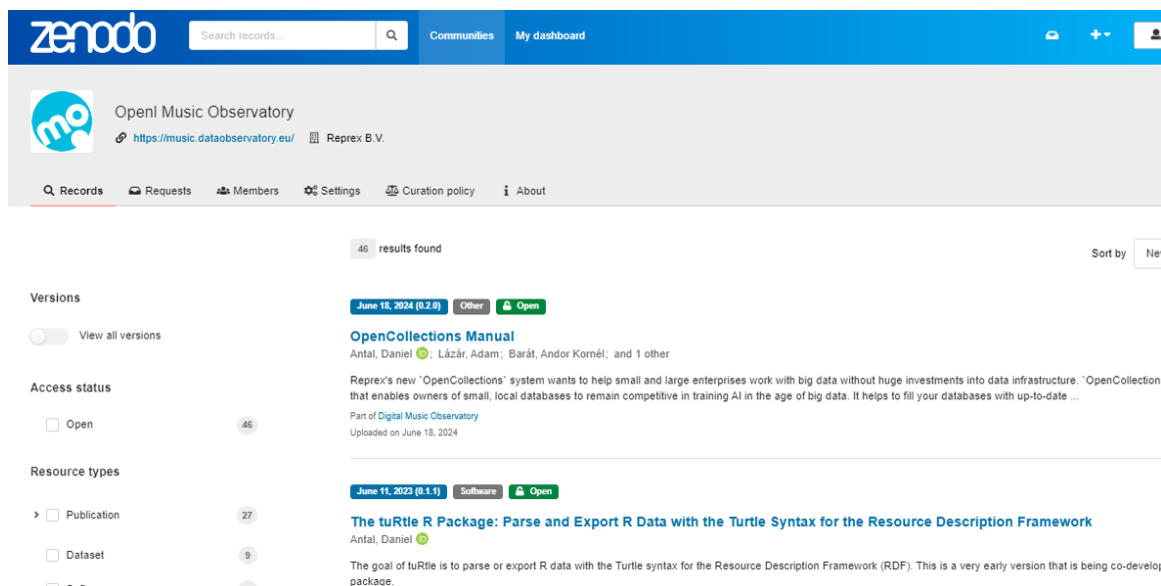 zenodo
Search records...
Communities
My dashboard
mo
OpenI Music Observatory
https://music.dataobservatory.eu/ Reprex B.V.
Records Requests Members Settings Curation policy About
46 results found
Sort by
Versions
View all versions
Access status
Open 46
Resource types
Publication 27
Dataset 9
June 18, 2024 (0.2.0) Other Open
OpenCollections Manual
Antal, Daniel; Lázár, Adam; Barát, Andor Kornél; and 1 other
Reprex's new `OpenCollections` system wants to help small and large enterprises work with big data without huge investments into data infrastructure. `OpenCollection
that enables owners of small, local databases to remain competitive in training AI in the age of big data. It helps to fill your databases with up-to-date ...
Part of Digital Music Observatory
Uploaded on June 18, 2024
June 11, 2023 (0.1.1) Software Open
The tuRtle R Package: Parse and Export R Data with the Turtle Syntax for the Resource Description Framework
Antal, Daniel
The goal of tuRtle is to parse or export R data with the Turtle syntax for the Resource Description Framework (RDF). This is a very early version that is being co-develop
package.